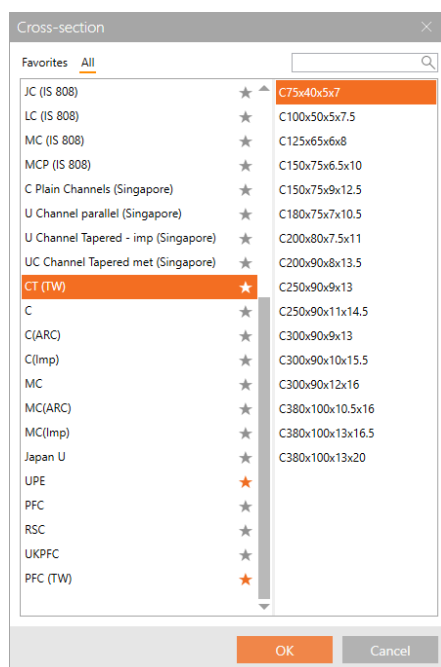 Cross-section
Favorites All
JC (IS 808)
LC (IS 808)
MC (IS 808)
MCP (IS 808)
C Plain Channels (Singapore)
U Channel parallel (Singapore)
U Channel Tapered - imp (Singapore)
UC Channel Tapered met (Singapore)
CT (TW)
C
C(ARC)
C(Imp)
MC
MC(ARC)
MC(Imp)
Japan U
UPE
PFC
RSC
UKPFC
PFC (TW)
C75x40x5x7
C100x50x5x7.5
C125x65x6x8
C150x75x6.5x10
C150x75x9x12.5
C180x75x7x10.5
C200x80x7.5x11
C200x90x8x13.5
C250x90x9x13
C250x90x11x14.5
C300x90x9x13
C300x90x10x15.5
C300x90x12x16
C380x100x10.5x16
C380x100x13x16.5
C380x100x13x20
OK Cancel